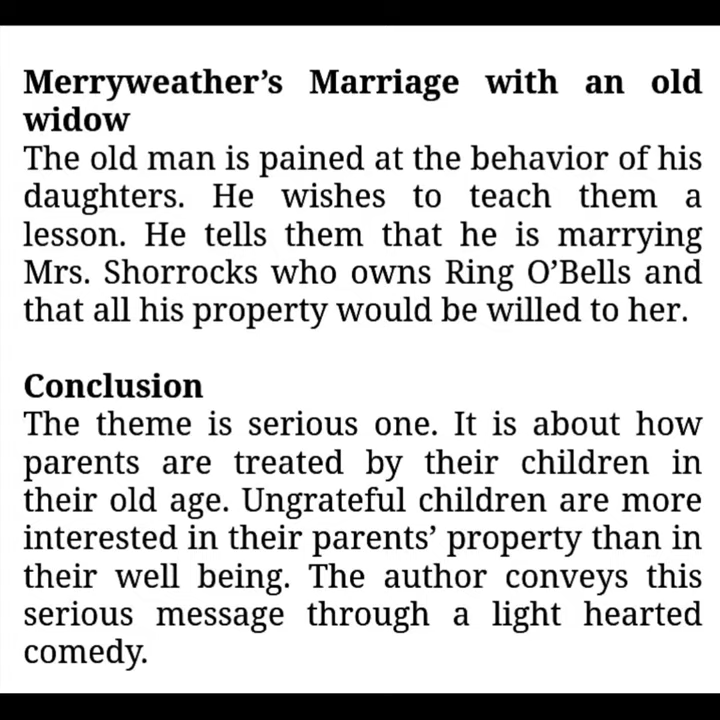 Merryweather’s Marriage with an old
widow
The old man is pained at the behavior of his
daughters. He wishes to teach them a
lesson. He tells them that he is marrying
Mrs. Shorrocks who owns Ring O’Bells and
that all his property would be willed to her.
Conclusion
The theme is serious one. It is about how
parents are treated by their children in
their old age. Ungrateful children are more
interested in their parents’ property than in
their well being. The author conveys this
serious message through a light hearted
comedy.